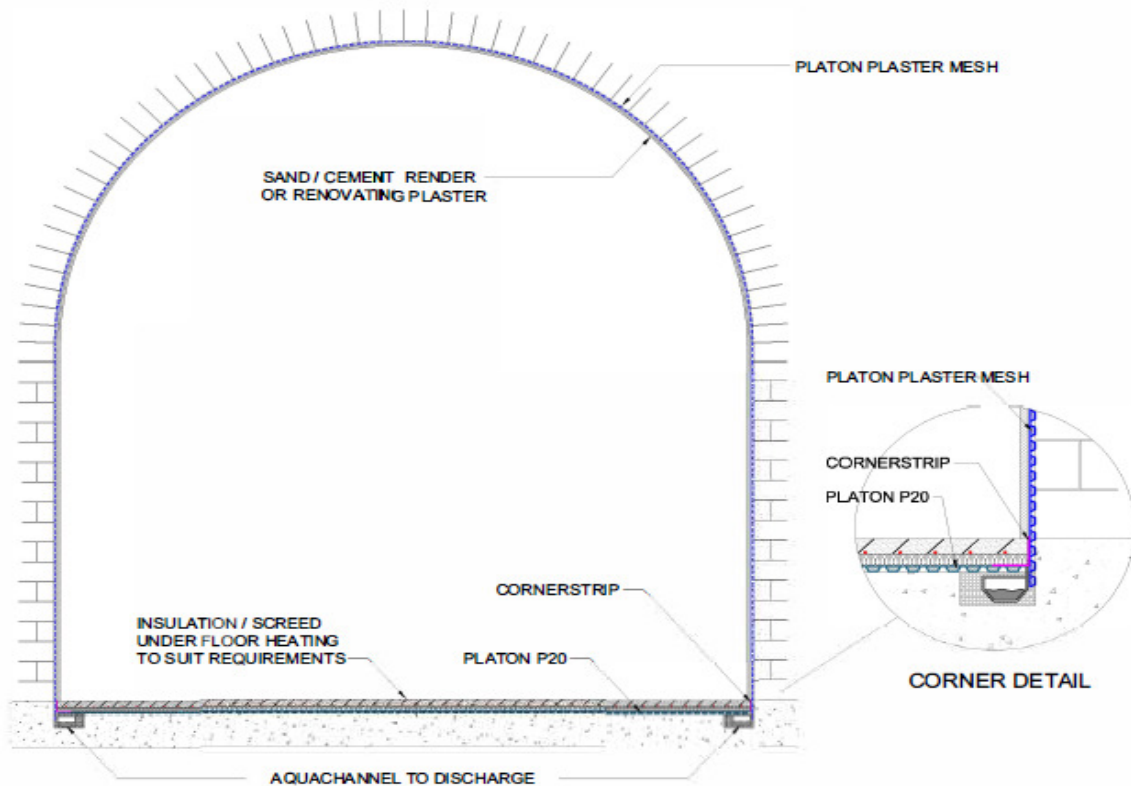 PLATON PLASTER MESH
SAND / CEMENT RENDER
OR RENOVATING PLASTER
PLATON PLASTER MESH
CORNERSTRIP
PLATON P20
CORNERSTRIP
INSULATION / SCREED
UNDER FLOOR HEATING
TO SUIT REQUIREMENTS
PLATON P20
CORNER DETAIL
AQUACHANNEL TO DISCHARGE